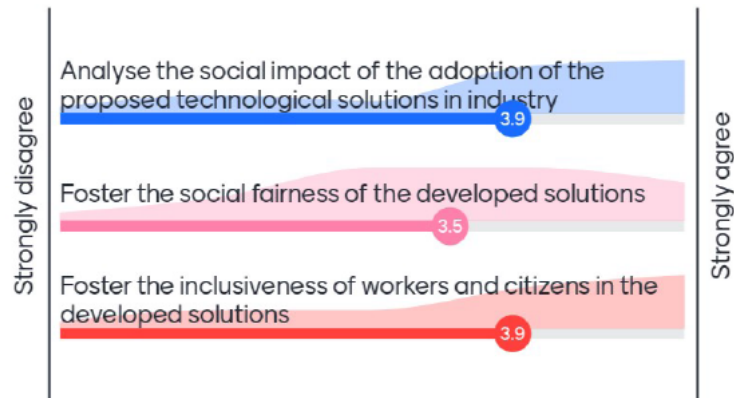 Strongly disagree
Analyse the social impact of the adoption of the
proposed technological solutions in industry
3.9
Foster the social fairness of the developed solutions
3.5
Foster the inclusiveness of workers and citizens in the
developed solutions
3.9
Strongly agree